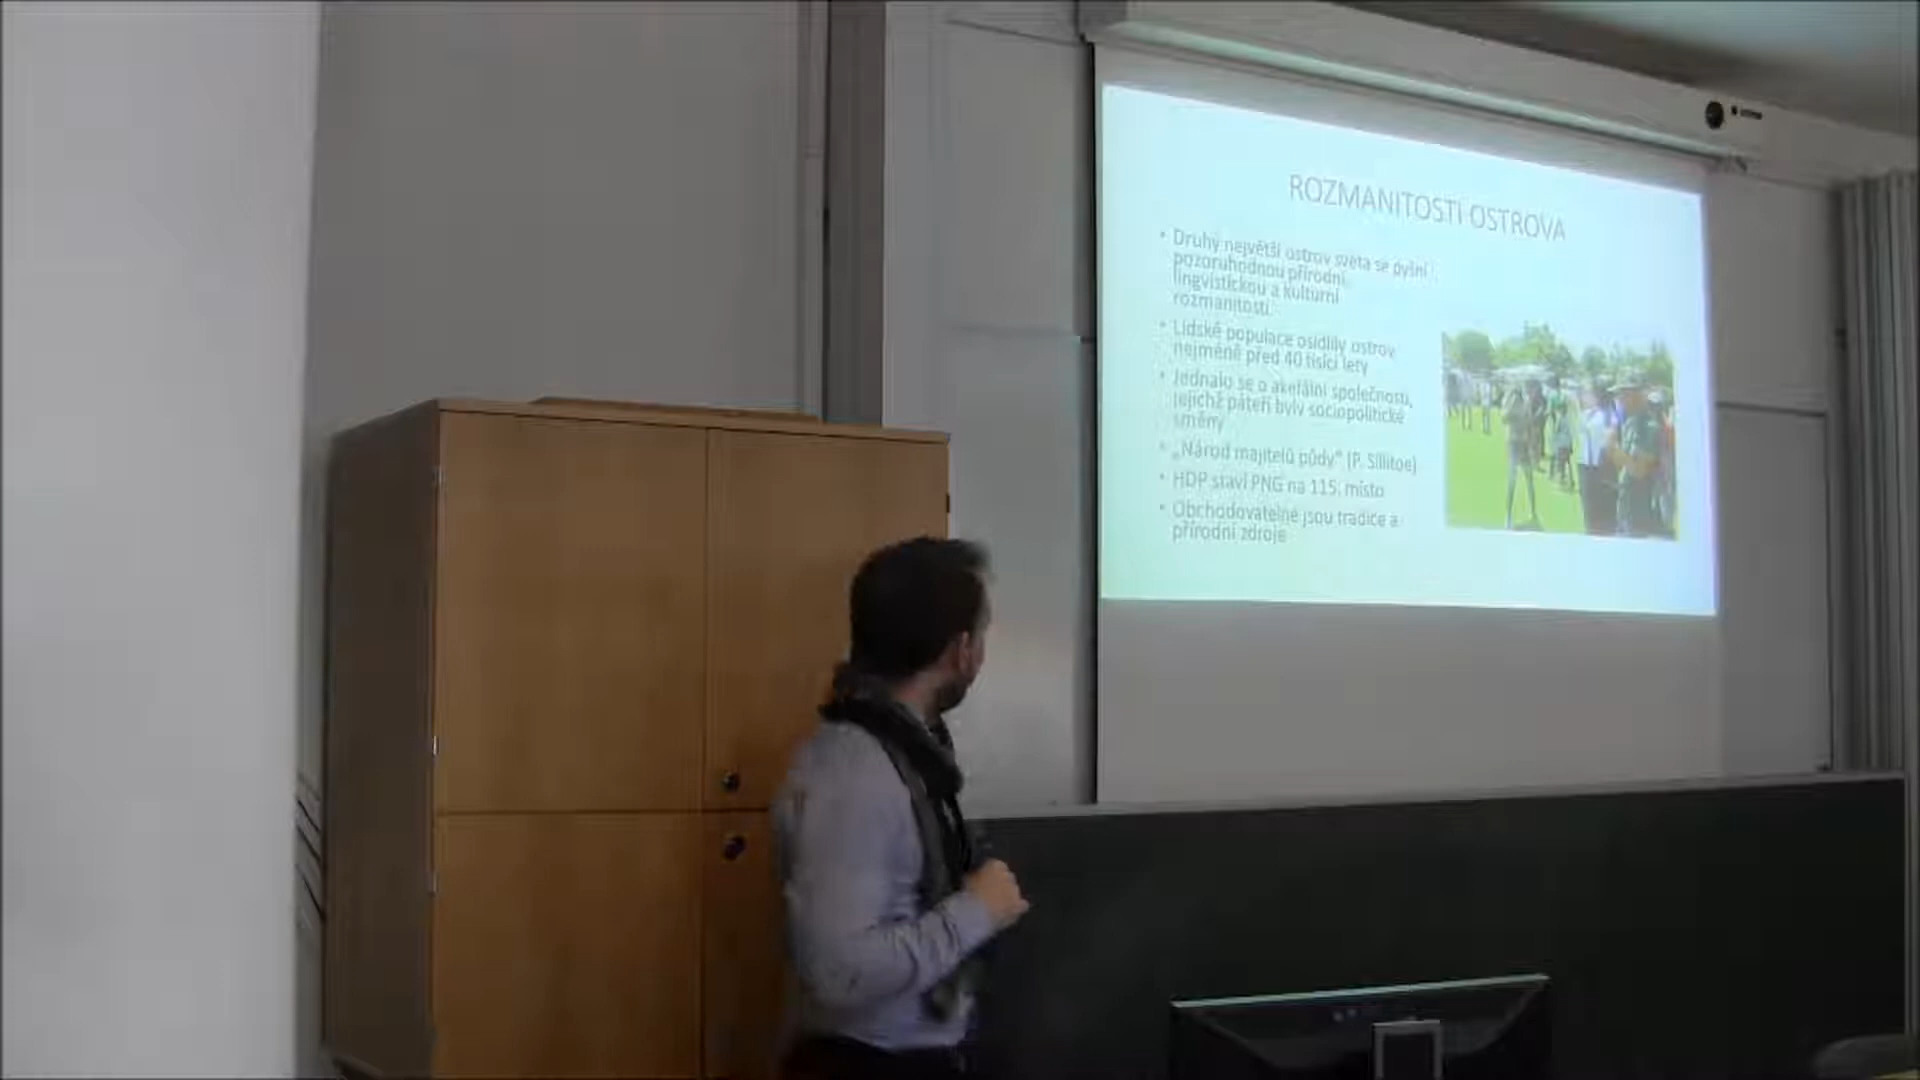 ROZMANITOSTI OSTROVA
• Druhý největší ostrov světa se pyšní
pozoruhodnou přírodní,
lingvistickou a kulturní
rozmanitostí.
• Lidské populace osídlily ostrov
nejméně před 40 tisíci lety
• Jednalo se o akefální společnosti,
jejichž páteří byly sociopolitické
směny
• „Národ majitelů půdy“ (P. Sillitoe)
• HDP staví PNG na 115. místo
• Obchodovatelné jsou tradice a
přírodní zdroje